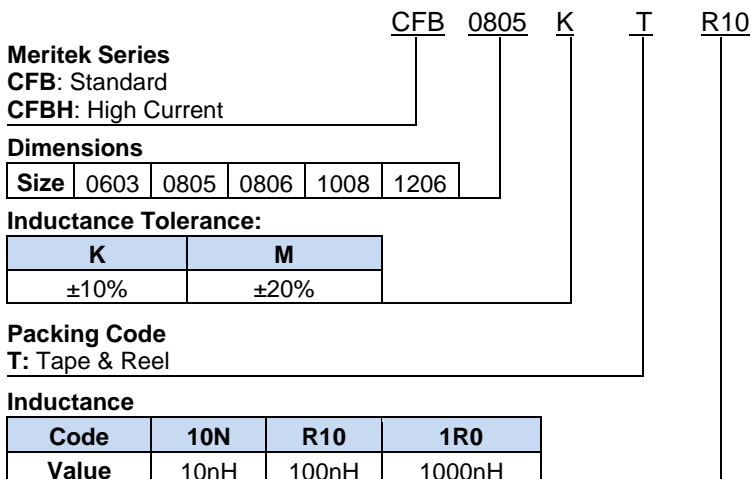 CFB 0805 K T R10
Meritek Series
CFB: Standard
CFBH: High Current
Dimensions
Size 0603 0805 0806 1008 1206
Inductance Tolerance:
K M
±10% ±20%
Packing Code
T: Tape & Reel
Inductance
Code 10N R10 1R0
Value 10nH 100nH 1000nH